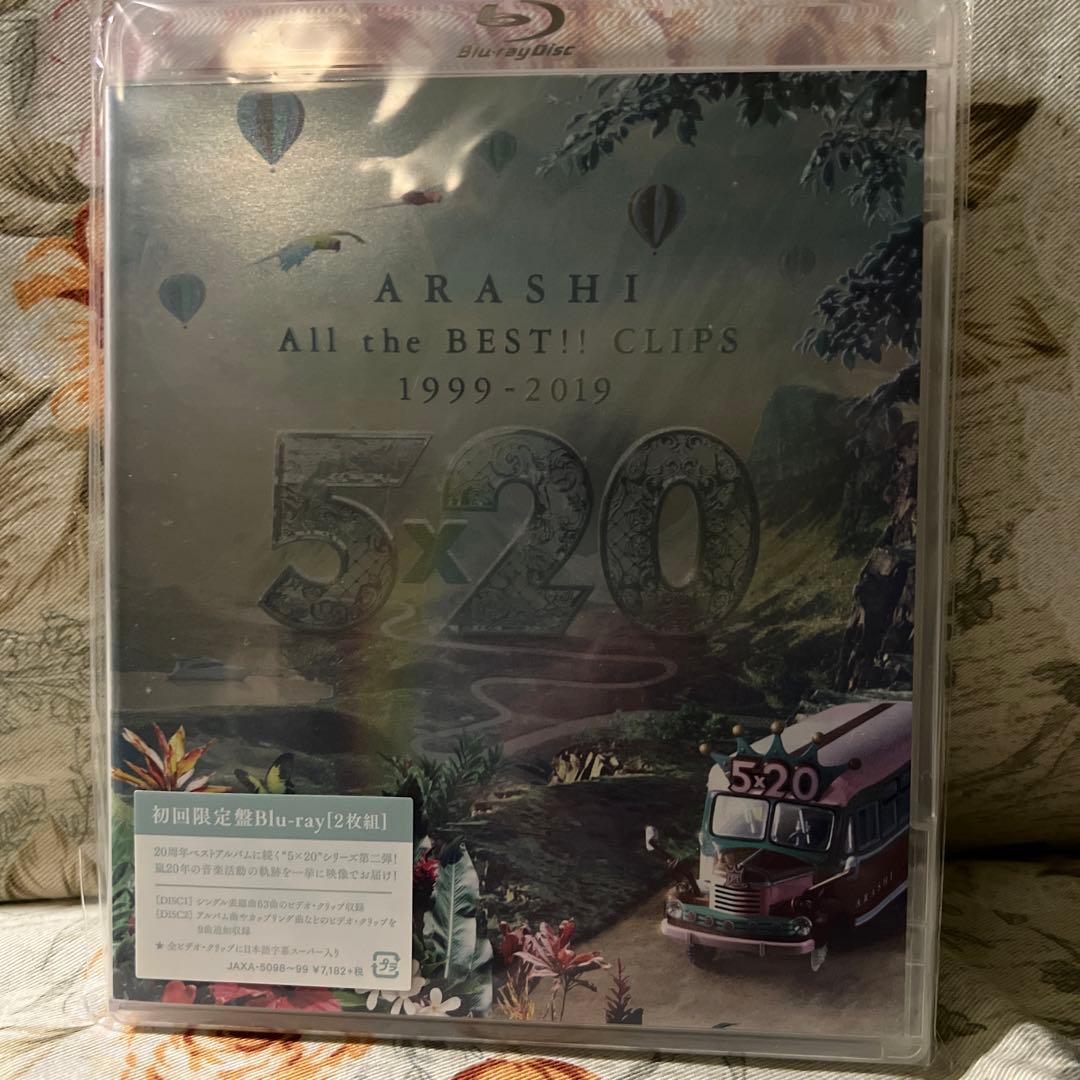 Blu-ray Disc
ARASHI
All the BEST!! CLIPS
1999-2019
5x20
5x20
ARASHI
初回限定盤Blu-ray[2枚組]
20周年ベストアルバムに続く“5×20”シリーズ第二弾!
嵐20年の音楽活動の軌跡を一挙に映像でお届け!
[DISC1] シングル表題曲63曲のビデオ・クリップ収録
[DISC2] アルバム曲やカップリング曲などのビデオ・クリップを
9曲追加収録
★ 全ビデオ・クリップに日本語字幕スーパー入り
JAXA-5098~99 ¥7,182+税
プラ